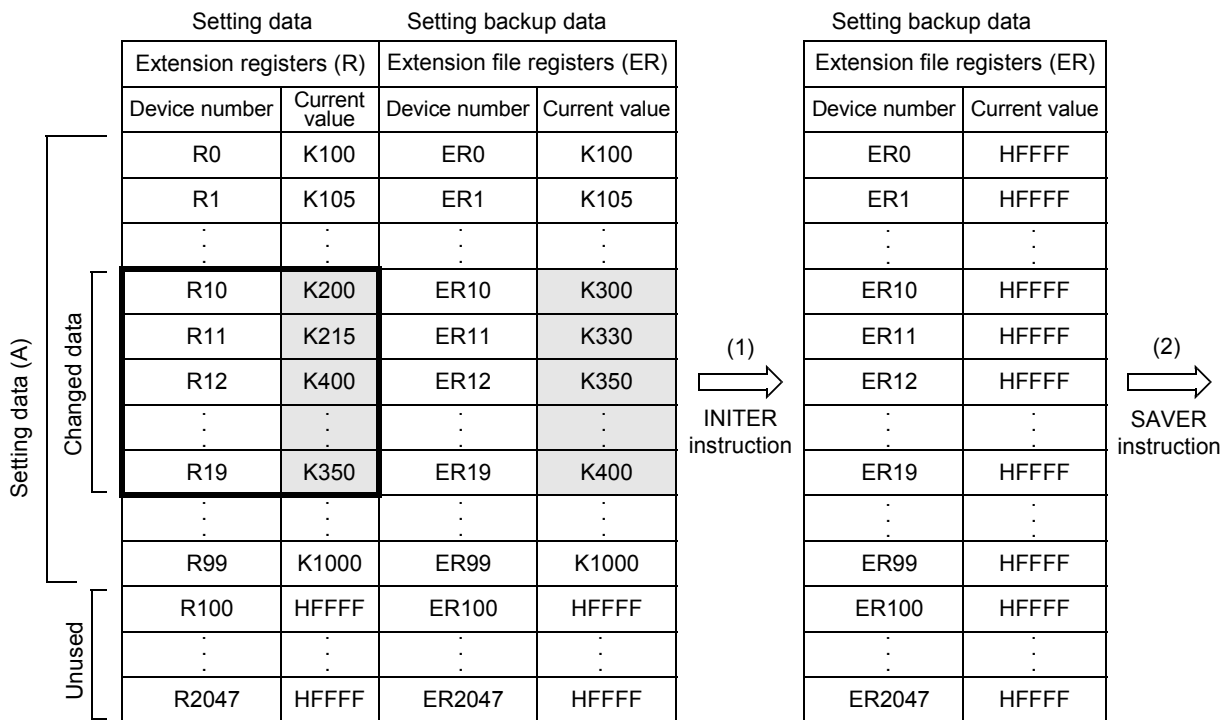 Setting data Setting backup data Setting backup data
Extension registers (R) Extension file registers (ER) Extension file registers (ER)
Device number Current value Device number Current value Device number Current value
R0 K100 ER0 K100 ER0 HFFFF
R1 K105 ER1 K105 ER1 HFFFF
: : : : : :
R10 K200 ER10 K300 ER10 HFFFF
R11 K215 ER11 K330 ER11 HFFFF
R12 K400 ER12 K350 ER12 HFFFF
: : : : : :
R19 K350 ER19 K400 ER19 HFFFF
: : : : : :
R99 K1000 ER99 K1000 ER99 HFFFF
R100 HFFFF ER100 HFFFF ER100 HFFFF
: : : : : :
R2047 HFFFF ER2047 HFFFF ER2047 HFFFF
Setting data (A)
Changed data
Unused
(1)
INITER
instruction
(2)
SAVER
instruction